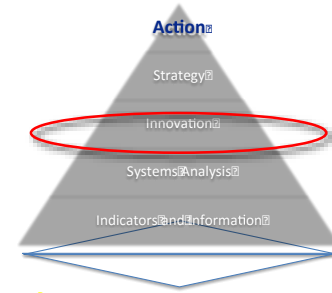 Action
Strategy
Innovation
Systems Analysis
Indicators and Information